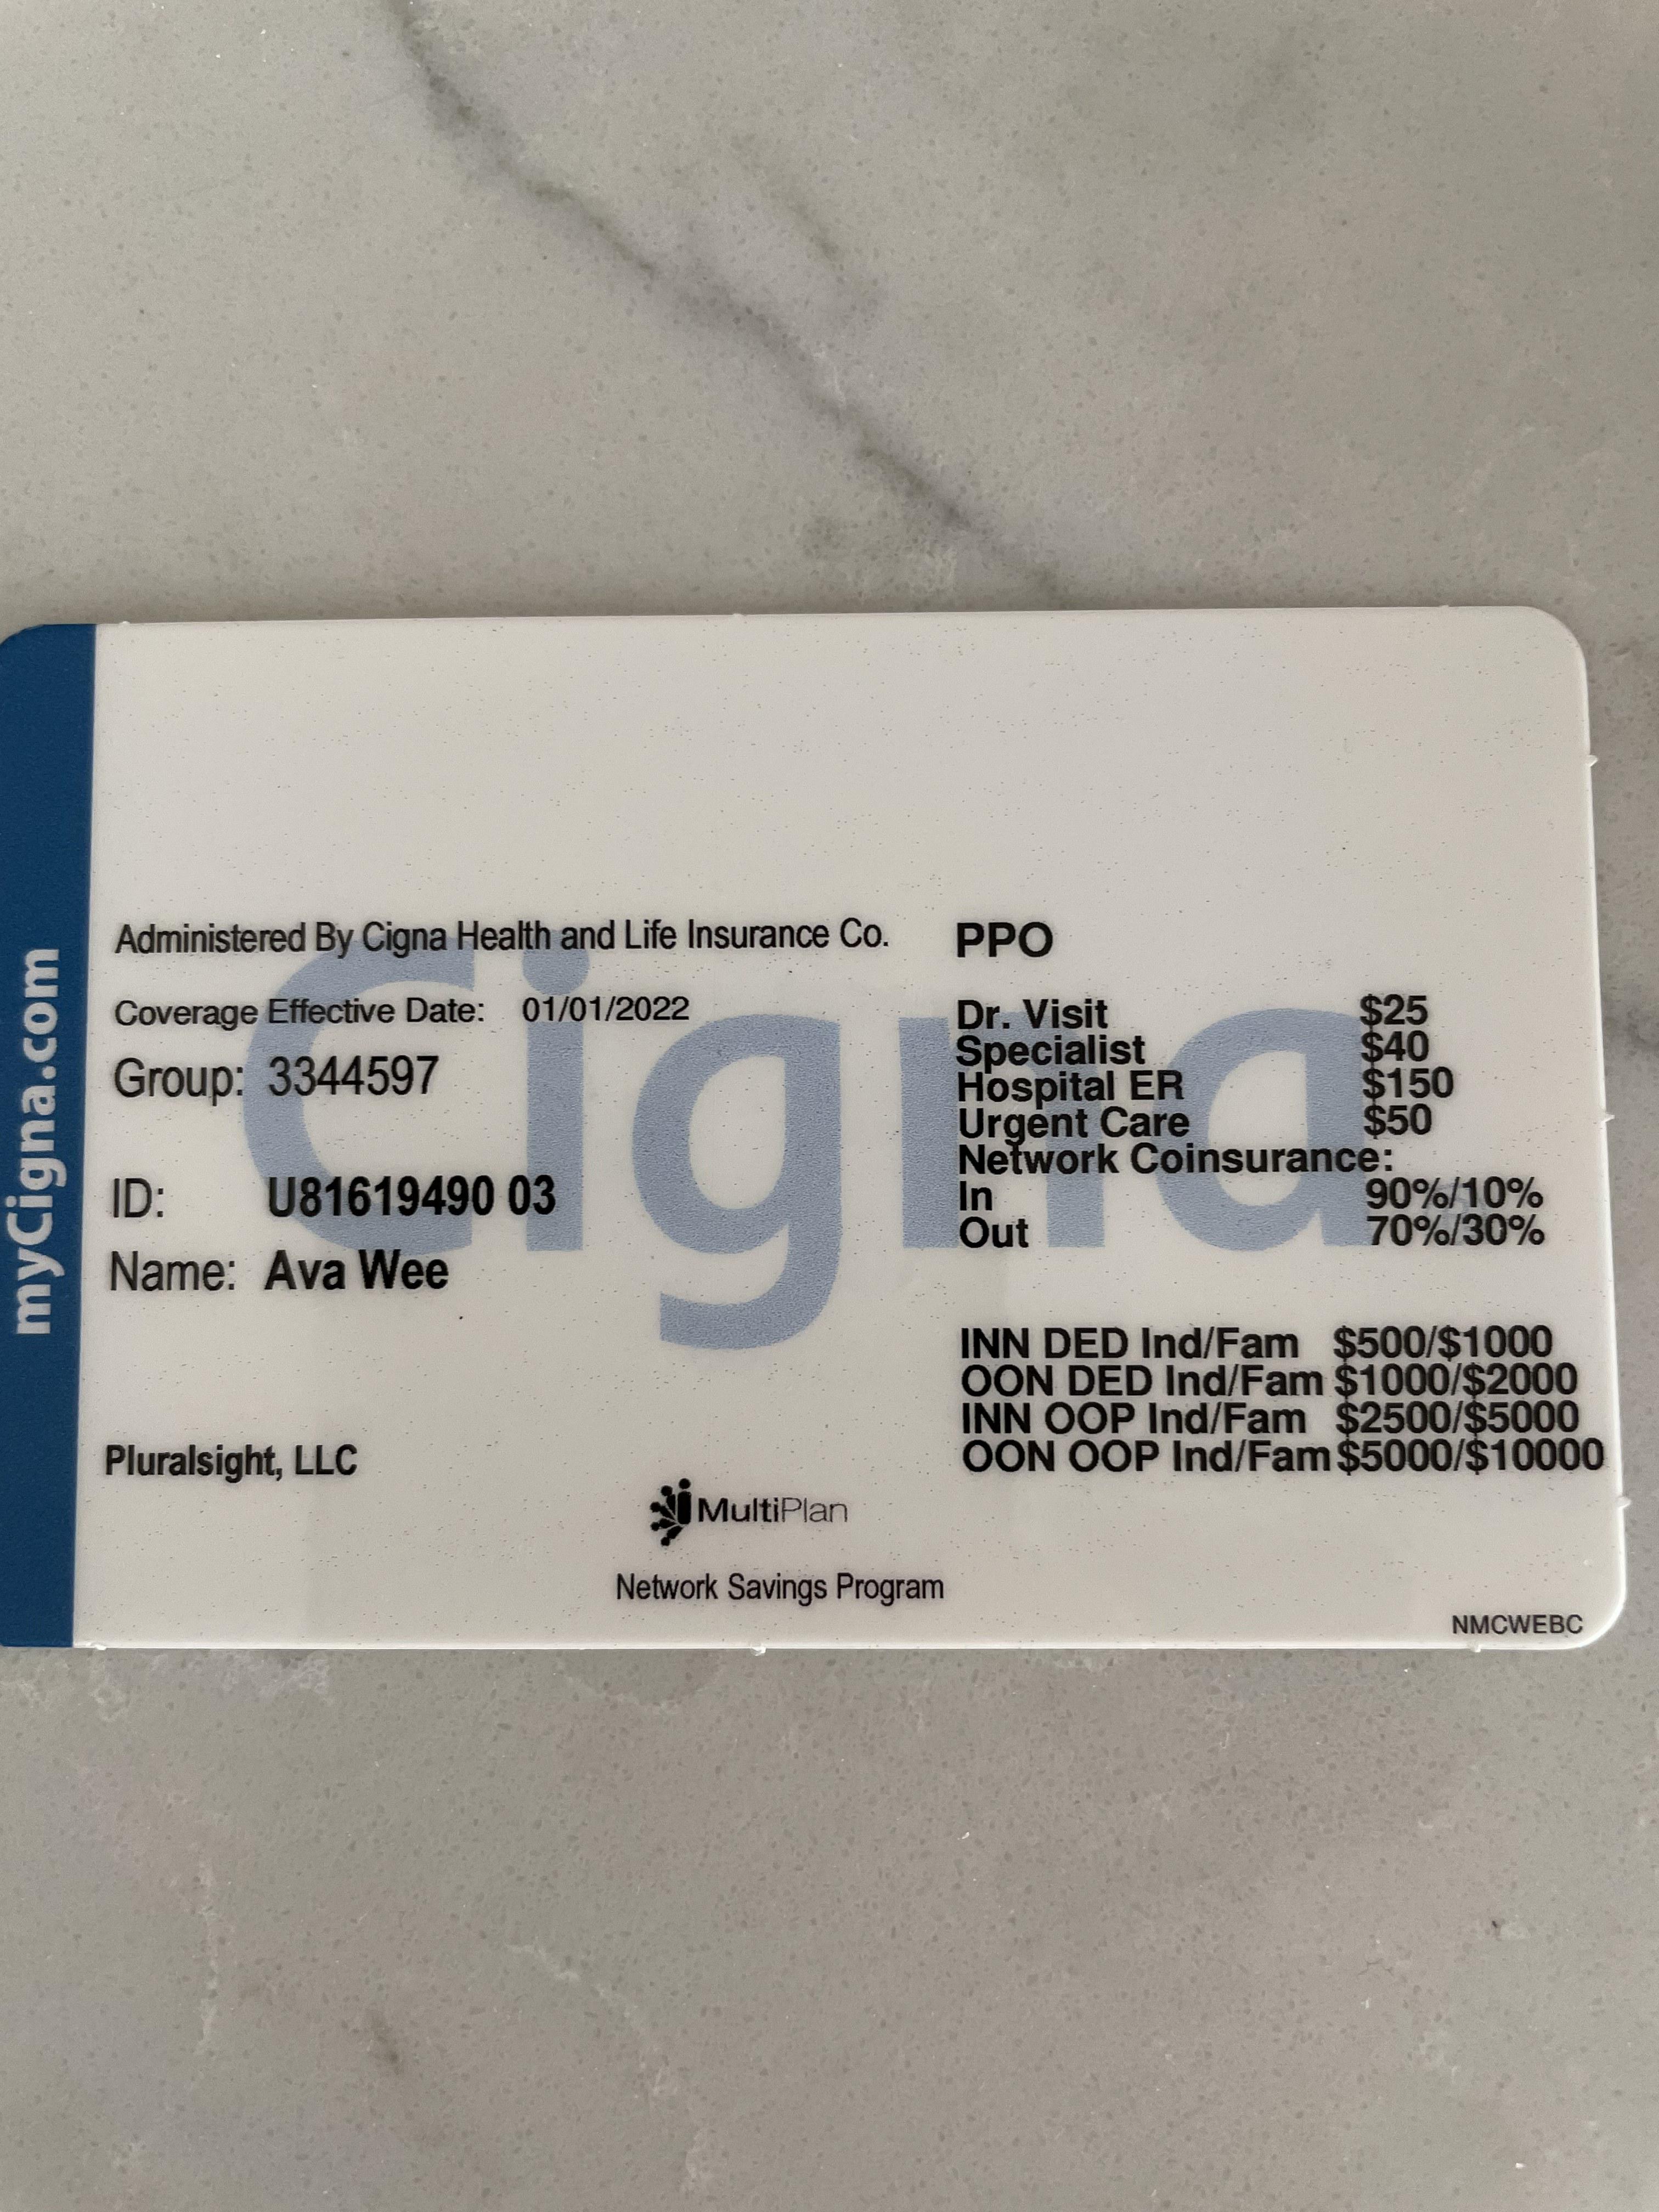 myCigna.com
Cigna
Administered By Cigna Health and Life Insurance Co.
Coverage Effective Date: 01/01/2022
Group: 3344597
ID: U81619490 03
Name: Ava Wee
Pluralsight, LLC
MultiPlan
Network Savings Program
PPO
Dr. Visit $25
Specialist $40
Hospital ER $150
Urgent Care $50
Network Coinsurance:
In 90%/10%
Out 70%/30%
INN DED Ind/Fam $500/$1000
OON DED Ind/Fam $1000/$2000
INN OOP Ind/Fam $2500/$5000
OON OOP Ind/Fam $5000/$10000
NMCWEBC